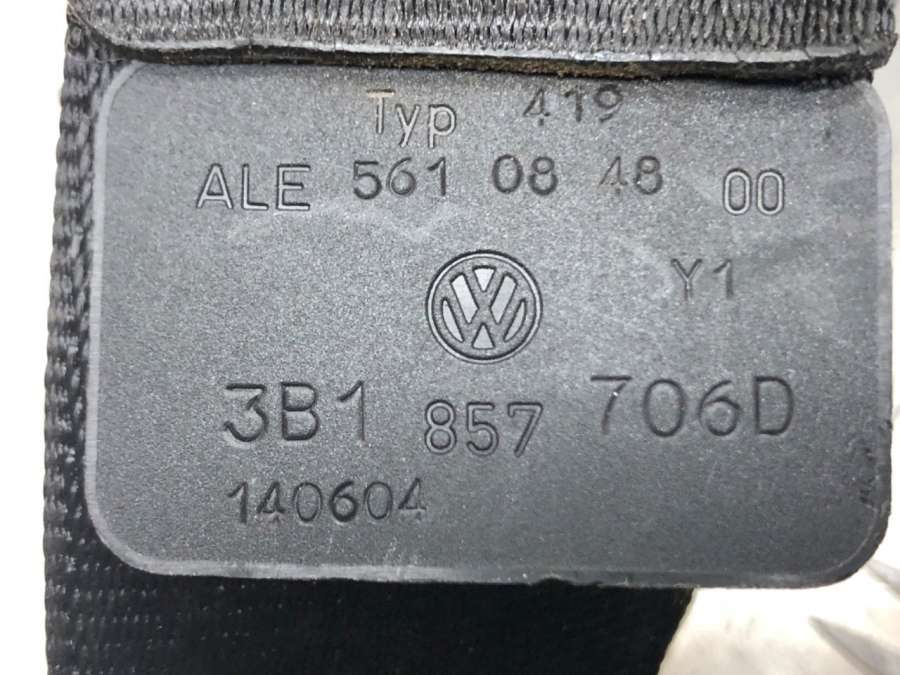 Typ 419
ALE 561 08 48 00
Y1
3B1 857 706D
140604